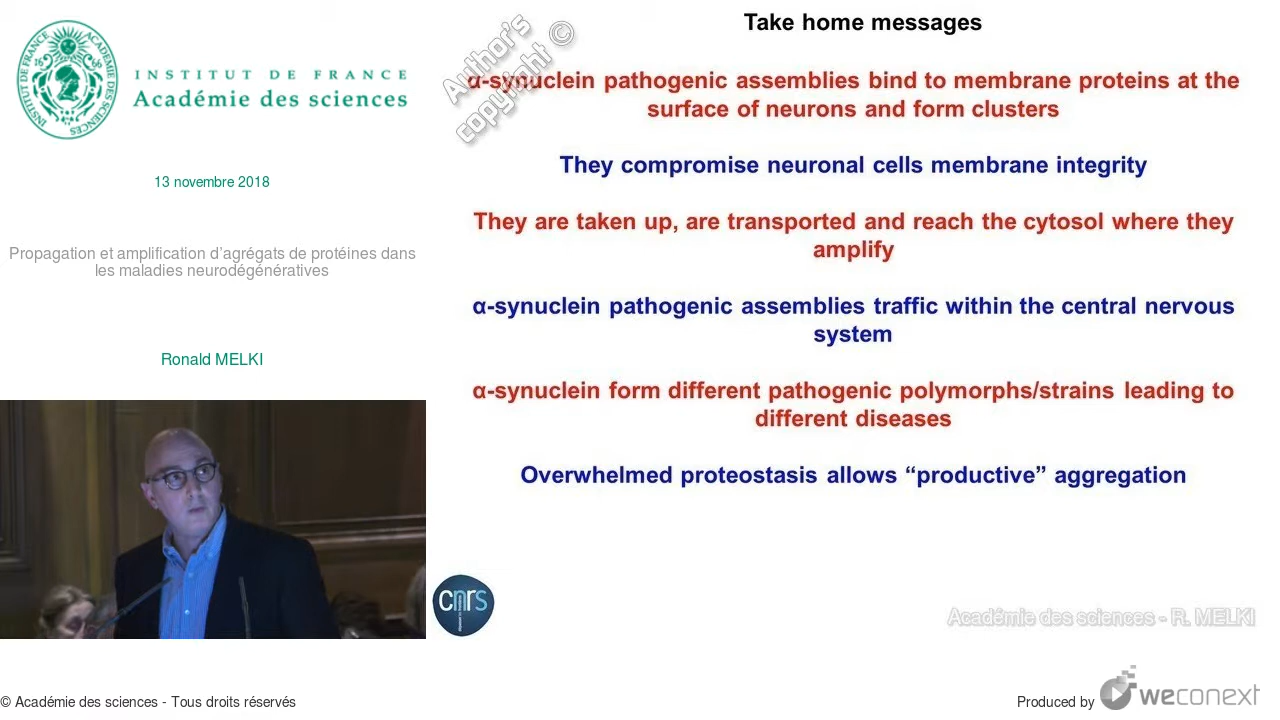 INSTITUT DE FRANCE
Académie des sciences
13 novembre 2018
Propagation et amplification d'agrégats de protéines dans
les maladies neurodégénératives
Ronald MELKI
Author's
copyright ©
Take home messages
α-synuclein pathogenic assemblies bind to membrane proteins at the
surface of neurons and form clusters
They compromise neuronal cells membrane integrity
They are taken up, are transported and reach the cytosol where they
amplify
α-synuclein pathogenic assemblies traffic within the central nervous
system
α-synuclein form different pathogenic polymorphs/strains leading to
different diseases
Overwhelmed proteostasis allows “productive” aggregation
cnrs
Académie des sciences - R. MELKI
© Académie des sciences - Tous droits réservés
Produced by
weconext